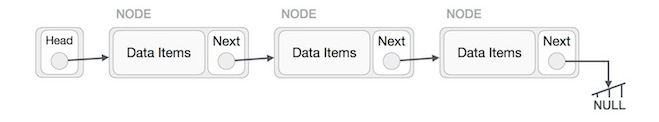 NODE NODE NODE
Head Data Items Next Data Items Next Data Items Next
NULL